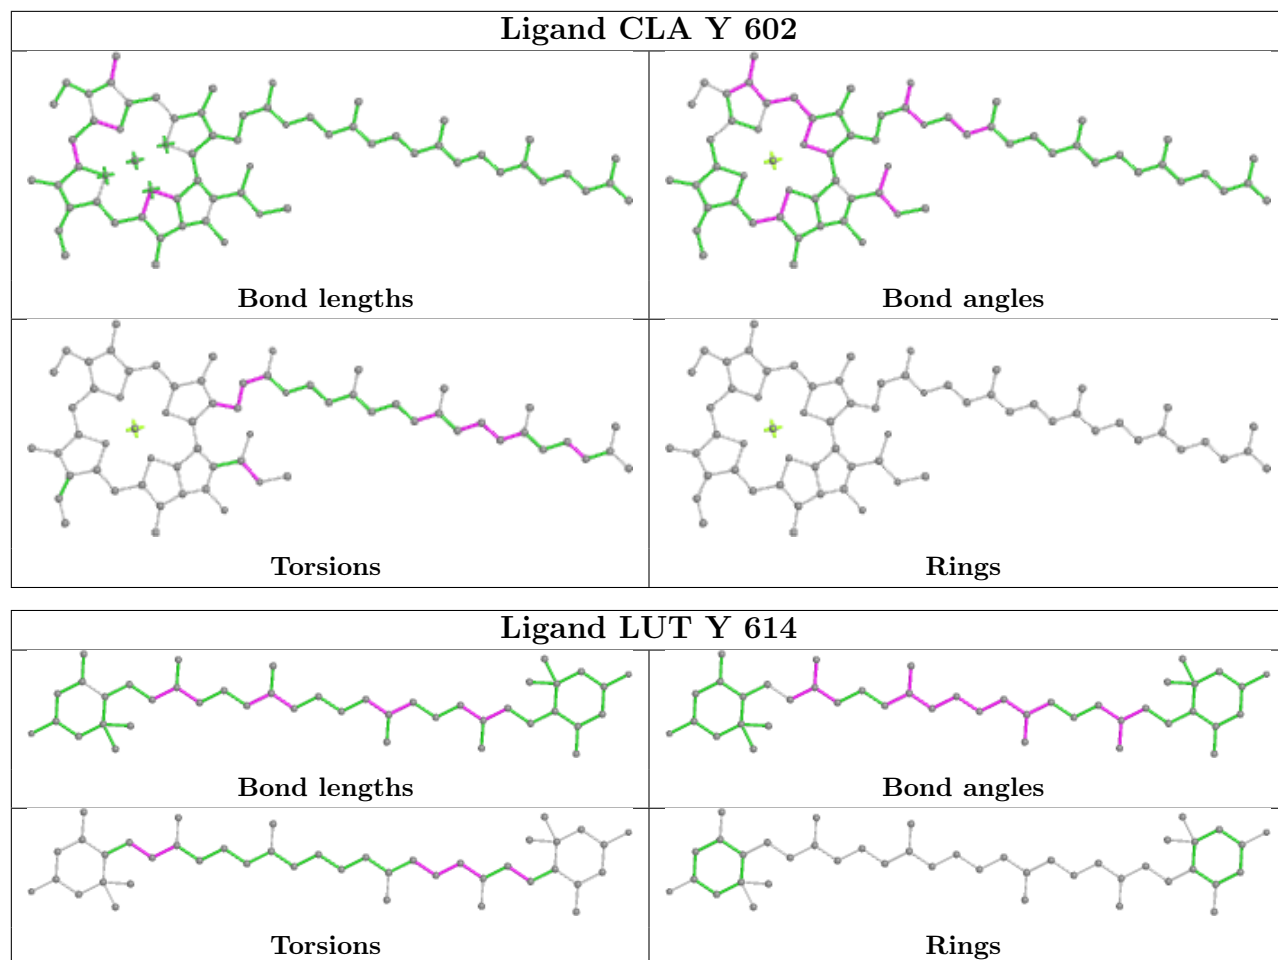 Ligand CLA Y 602
Bond lengths
Bond angles
Torsions
Rings
Ligand LUT Y 614
Bond lengths
Bond angles
Torsions
Rings